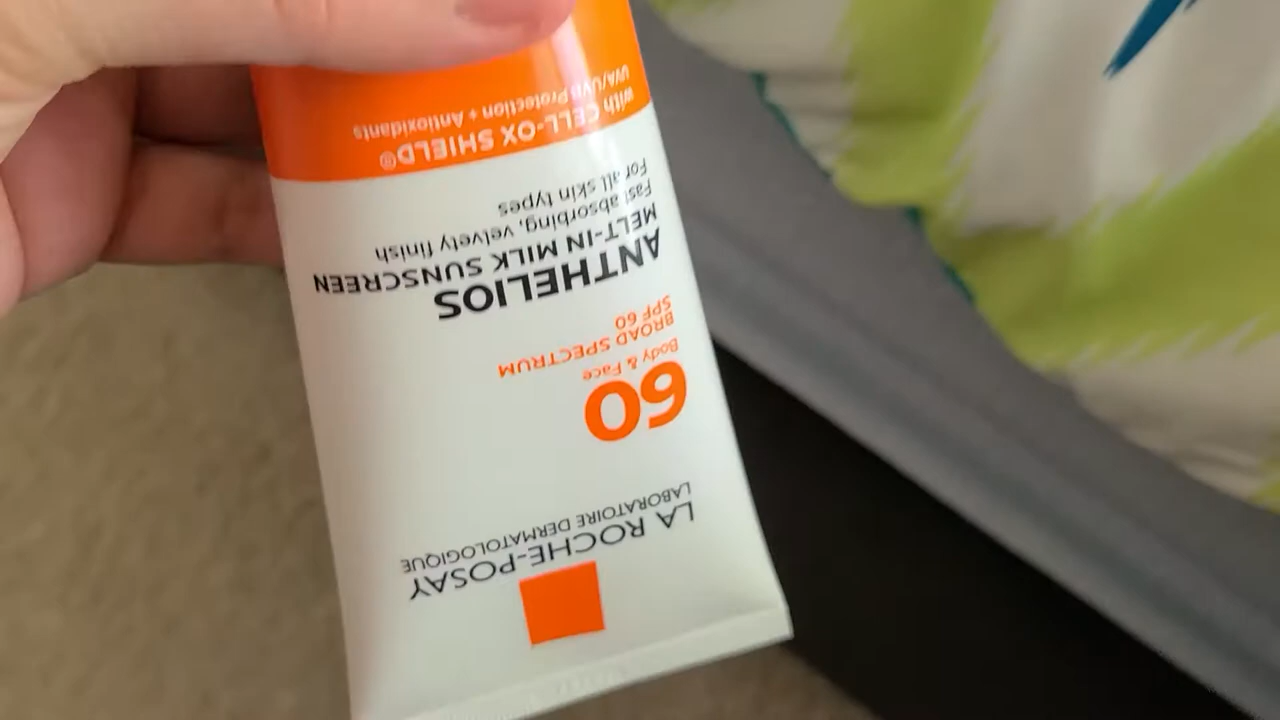 LA ROCHE-POSAY
LABORATOIRE DERMATOLOGIQUE
60
Body & Face
BROAD SPECTRUM
SPF 60
ANTHELIOS
MELT-IN MILK SUNSCREEN
Fast absorbing, velvety finish
For all skin types
with CELL-OX SHIELD®
UVA/UVB Protection + Antioxidants